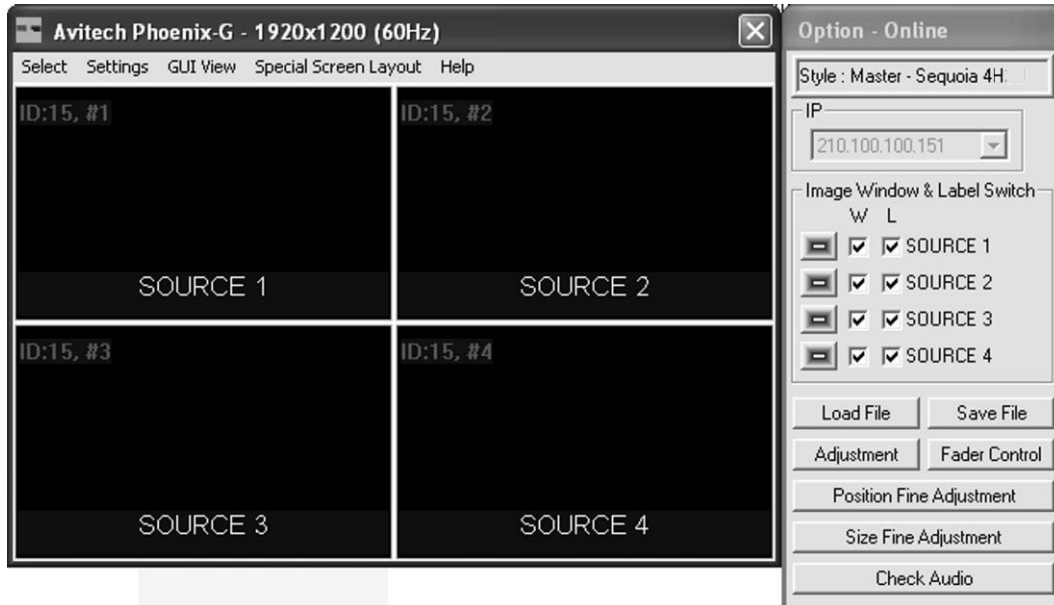 Avitech Phoenix-G - 1920x1200 (60Hz)
Select Settings GUI View Special Screen Layout Help
ID:15, #1
ID:15, #2
SOURCE 1
SOURCE 2
ID:15, #3
ID:15, #4
SOURCE 3
SOURCE 4
Option - Online
Style : Master - Sequoia 4H
IP
210.100.100.151
Image Window & Label Switch
W L
SOURCE 1
SOURCE 2
SOURCE 3
SOURCE 4
Load File Save File
Adjustment Fader Control
Position Fine Adjustment
Size Fine Adjustment
Check Audio